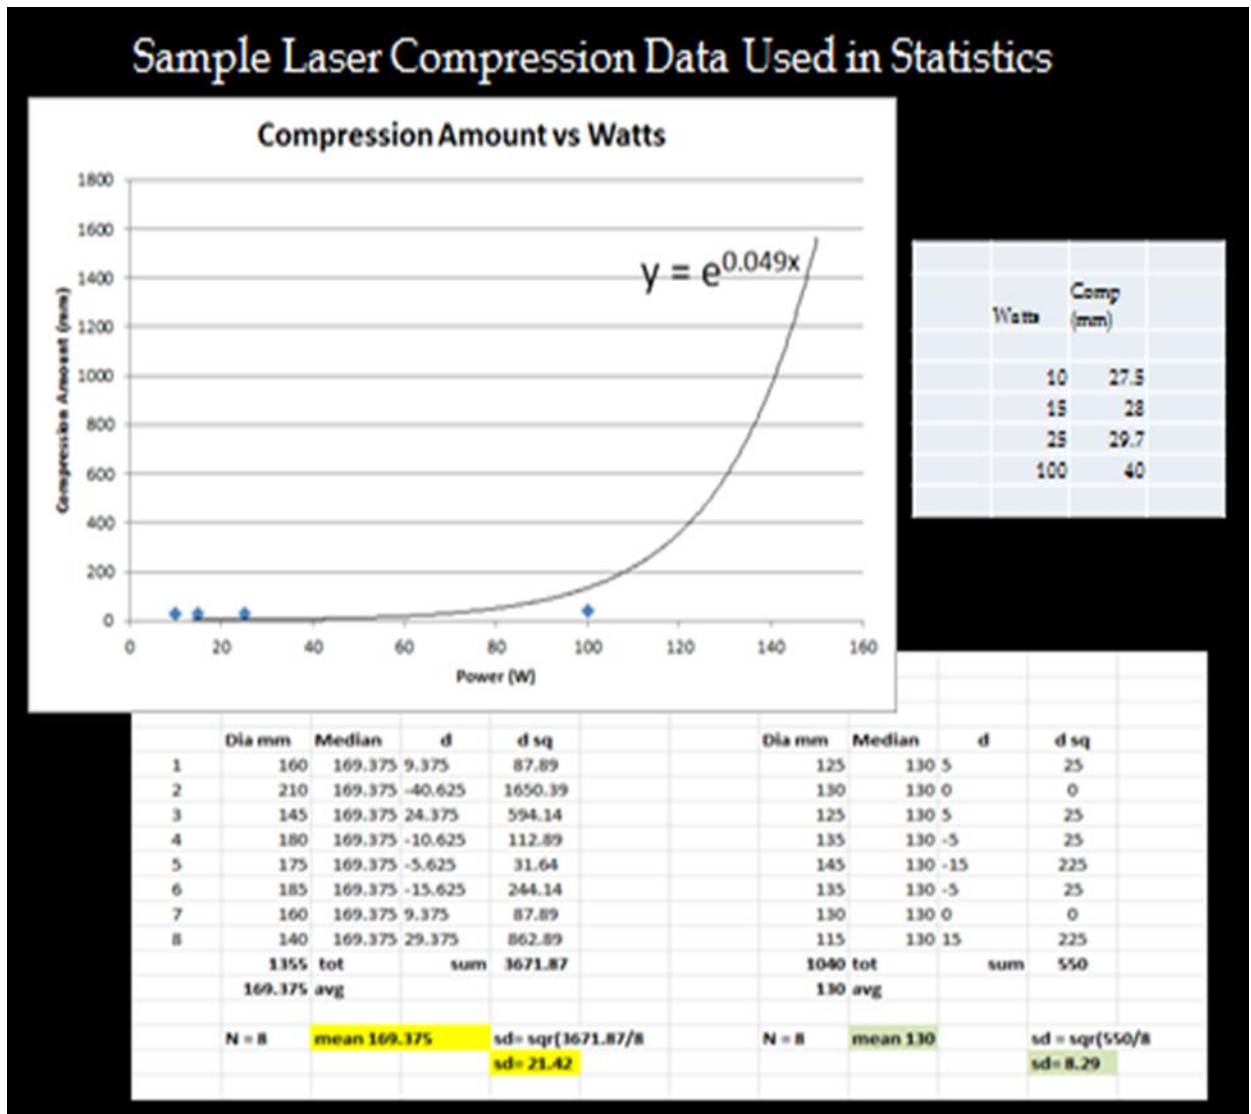 Sample Laser Compression Data Used in Statistics
Compression Amount vs Watts
1800
1600
1400
1200
1000
800
600
400
200
0
Compression Amount (mm)
y = e^0.049x
0 20 40 60 80 100 120 140 160
Power (W)
Watts Comp (mm)
10 27.5
15 28
25 29.7
100 40
Dia mm Median d d sq Dia mm Median d d sq
1 160 169.375 9.375 87.89 125 130 5 25
2 210 169.375 -40.625 1650.39 130 130 0 0
3 145 169.375 24.375 594.14 125 130 5 25
4 180 169.375 -10.625 112.89 135 130 -5 25
5 175 169.375 -5.625 31.64 145 130 -15 225
6 185 169.375 -15.625 244.14 135 130 -5 25
7 160 169.375 9.375 87.89 130 130 0 0
8 140 169.375 29.375 862.89 115 130 15 225
1355 tot sum 3671.87 1040 tot sum 550
169.375 avg 130 avg
N = 8 mean 169.375 sd= sqr(3671.87/8 N = 8 mean 130 sd = sqr(550/8
sd= 21.42 sd= 8.29